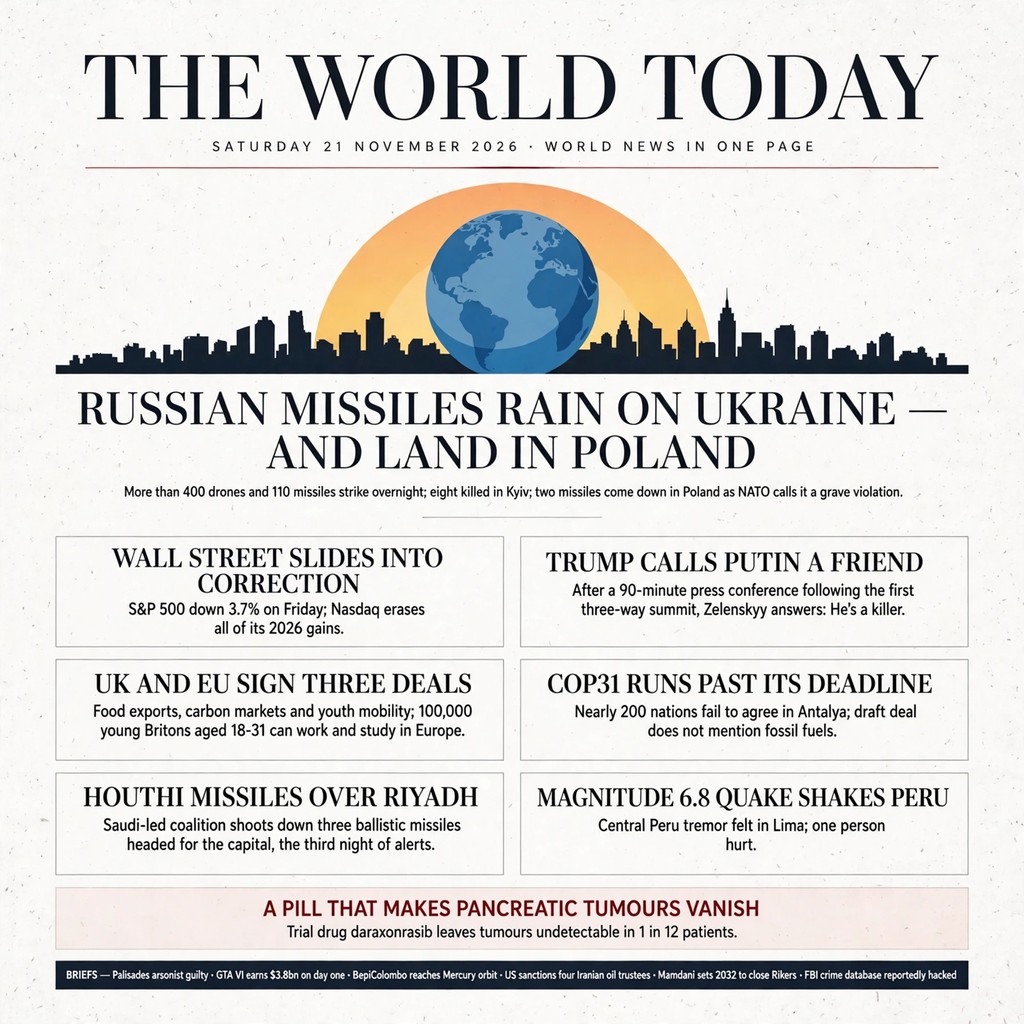 THE WORLD TODAY
SATURDAY 21 NOVEMBER 2026 · WORLD NEWS IN ONE PAGE
RUSSIAN MISSILES RAIN ON UKRAINE —
AND LAND IN POLAND
More than 400 drones and 110 missiles strike overnight; eight killed in Kyiv; two missiles come down in Poland as NATO calls it a grave violation.
WALL STREET SLIDES INTO
CORRECTION
S&P 500 down 3.7% on Friday; Nasdaq erases
all of its 2026 gains.
TRUMP CALLS PUTIN A FRIEND
After a 90-minute press conference following the first
three-way summit, Zelenskyy answers: He's a killer.
UK AND EU SIGN THREE DEALS
Food exports, carbon markets and youth mobility; 100,000
young Britons aged 18-31 can work and study in Europe.
COP31 RUNS PAST ITS DEADLINE
Nearly 200 nations fail to agree in Antalya; draft deal
does not mention fossil fuels.
HOUTHI MISSILES OVER RIYADH
Saudi-led coalition shoots down three ballistic missiles
headed for the capital, the third night of alerts.
MAGNITUDE 6.8 QUAKE SHAKES PERU
Central Peru tremor felt in Lima; one person
hurt.
A PILL THAT MAKES PANCREATIC TUMOURS VANISH
Trial drug daraxonrasib leaves tumours undetectable in 1 in 12 patients.
BRIEFS — Palisades arsonist guilty · GTA VI earns $3.8bn on day one · BepiColombo reaches Mercury orbit · US sanctions four Iranian oil trustees · Mamdani sets 2032 to close Rikers · FBI crime database reportedly hacked